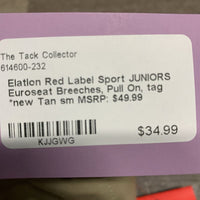 The Tack Collector
614600-232
Elation Red Label Sport JUNIORS
Euroseat Breeches, Pull On, tag
*new Tan sm MSRP: $49.99
$34.99
KJJGWG